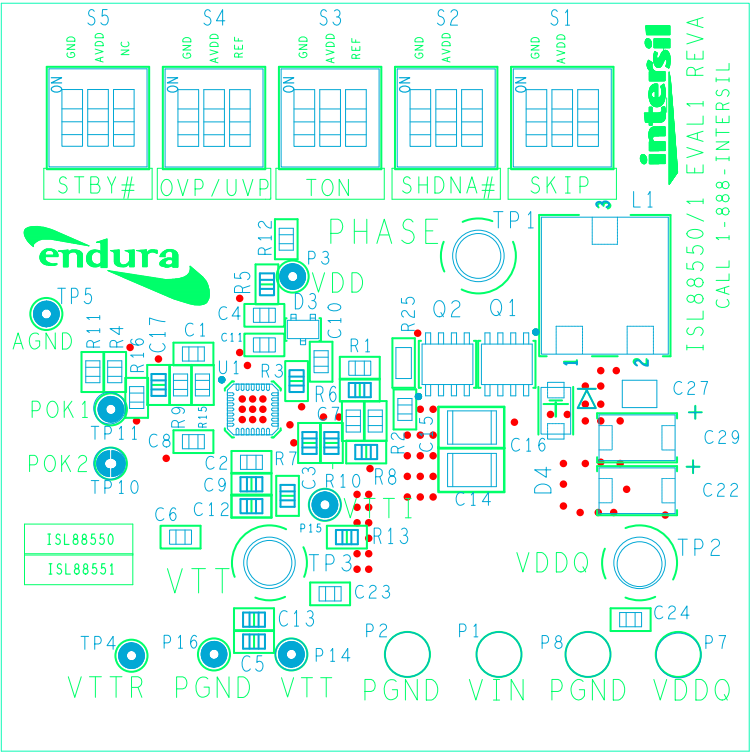 S5 S4 S3 S2 S1
GND AVDD NC GND AVDD REF GND AVDD REF GND AVDD GND AVDD
ON ON ON ON ON
STBY# OVP/UVP TON SHDNA# SKIP
intersil
ISL88550/1 EVAL1 REVA
CALL 1-888-INTERSIL
endura
R12 PHASE TP1 3 L1
P3
R5 VDD
TP5 C4 D3 C10 R25 Q2 Q1
AGND
R11 R4 R16 C17 C1 C11 R1 1 2
U1 R3 R6 C27
POK1 + 
TP11 R9 R15 C7 R2 C15 C16 C29
C8
POK2 C2 R7 C3 R8 +
TP10 C9 R10 C14 D4 C22
C12 VTT1
C6 P15 R13
ISL88550
ISL88551
VTT TP3 VDDQ TP2
C23
C13 C24
TP4 P16 C5 P14 P2 P1 P8 P7
VTTR PGND VTT PGND VIN PGND VDDQ